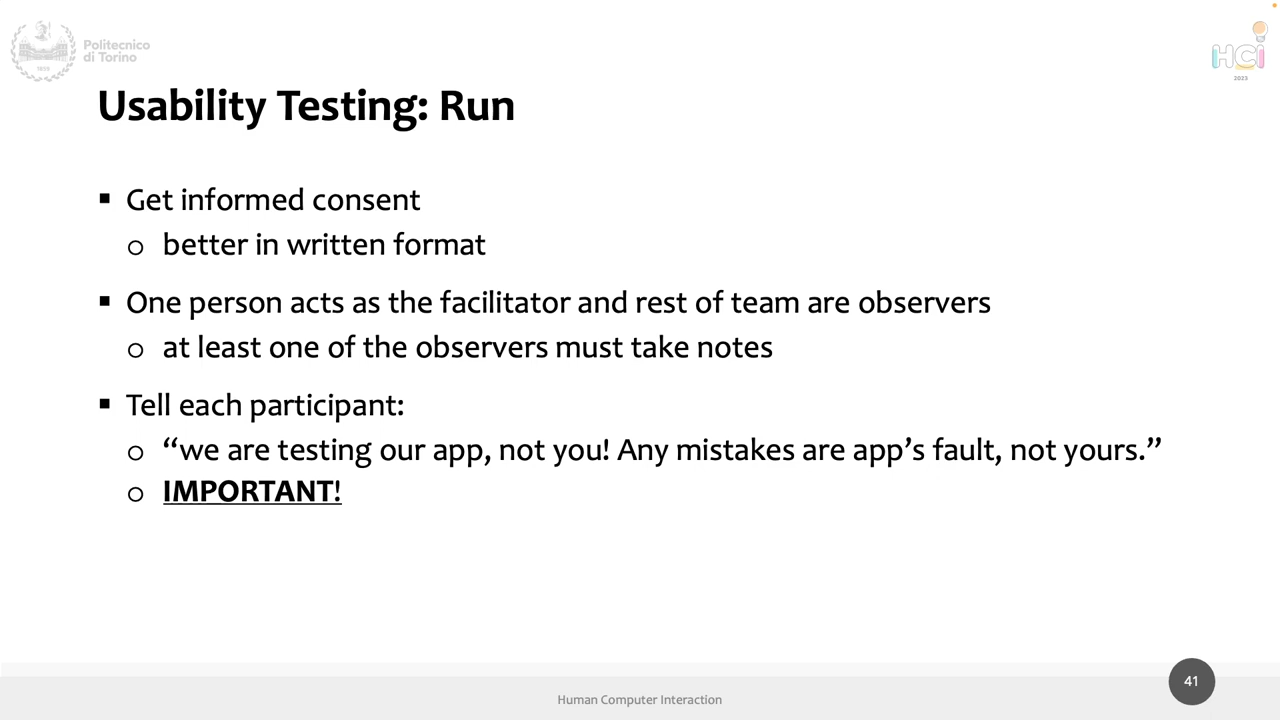 Politecnico
di Torino
1859
HCI
2023
Usability Testing: Run
▪ Get informed consent
o better in written format
▪ One person acts as the facilitator and rest of team are observers
o at least one of the observers must take notes
▪ Tell each participant:
o “we are testing our app, not you! Any mistakes are app’s fault, not yours.”
o IMPORTANT!
41
Human Computer Interaction